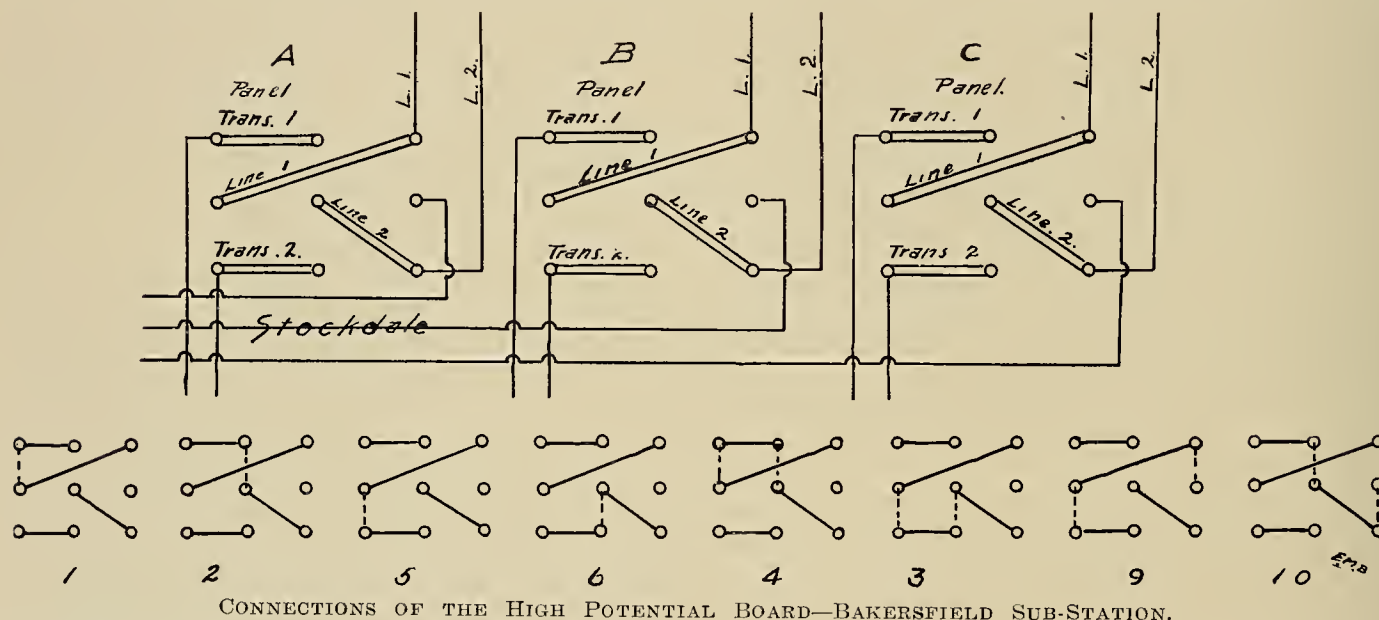 A
Panel
Trans. 1
Line 1
Line 2
Trans. 2.
L. 1.
L. 2.
B
Panel
Trans. 1
Line 1
Line 2
Trans. 2.
L. 1.
L. 2.
C
Panel.
Trans. 1
Line 1
Line. 2.
Trans 2
L. 1.
L 2
Stockdale
1 2 5 6 4 3 9 10
CONNECTIONS OF THE HIGH POTENTIAL BOARD—BAKERSFIELD SUB-STATION.